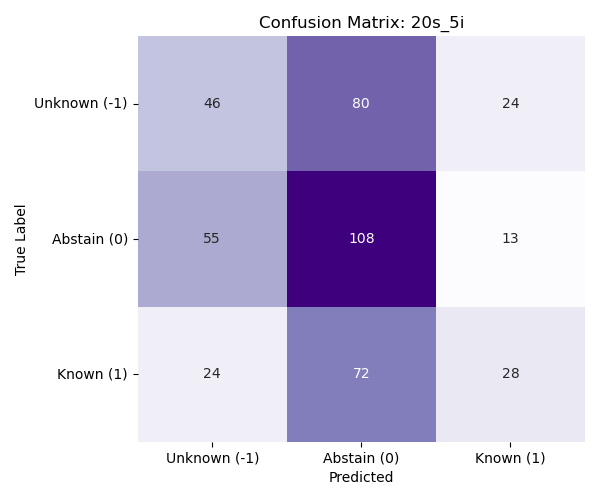 Confusion Matrix: 20s_5i
True Label
Unknown (-1) 46 80 24
Abstain (0) 55 108 13
Known (1) 24 72 28
Unknown (-1) Abstain (0) Known (1)
Predicted